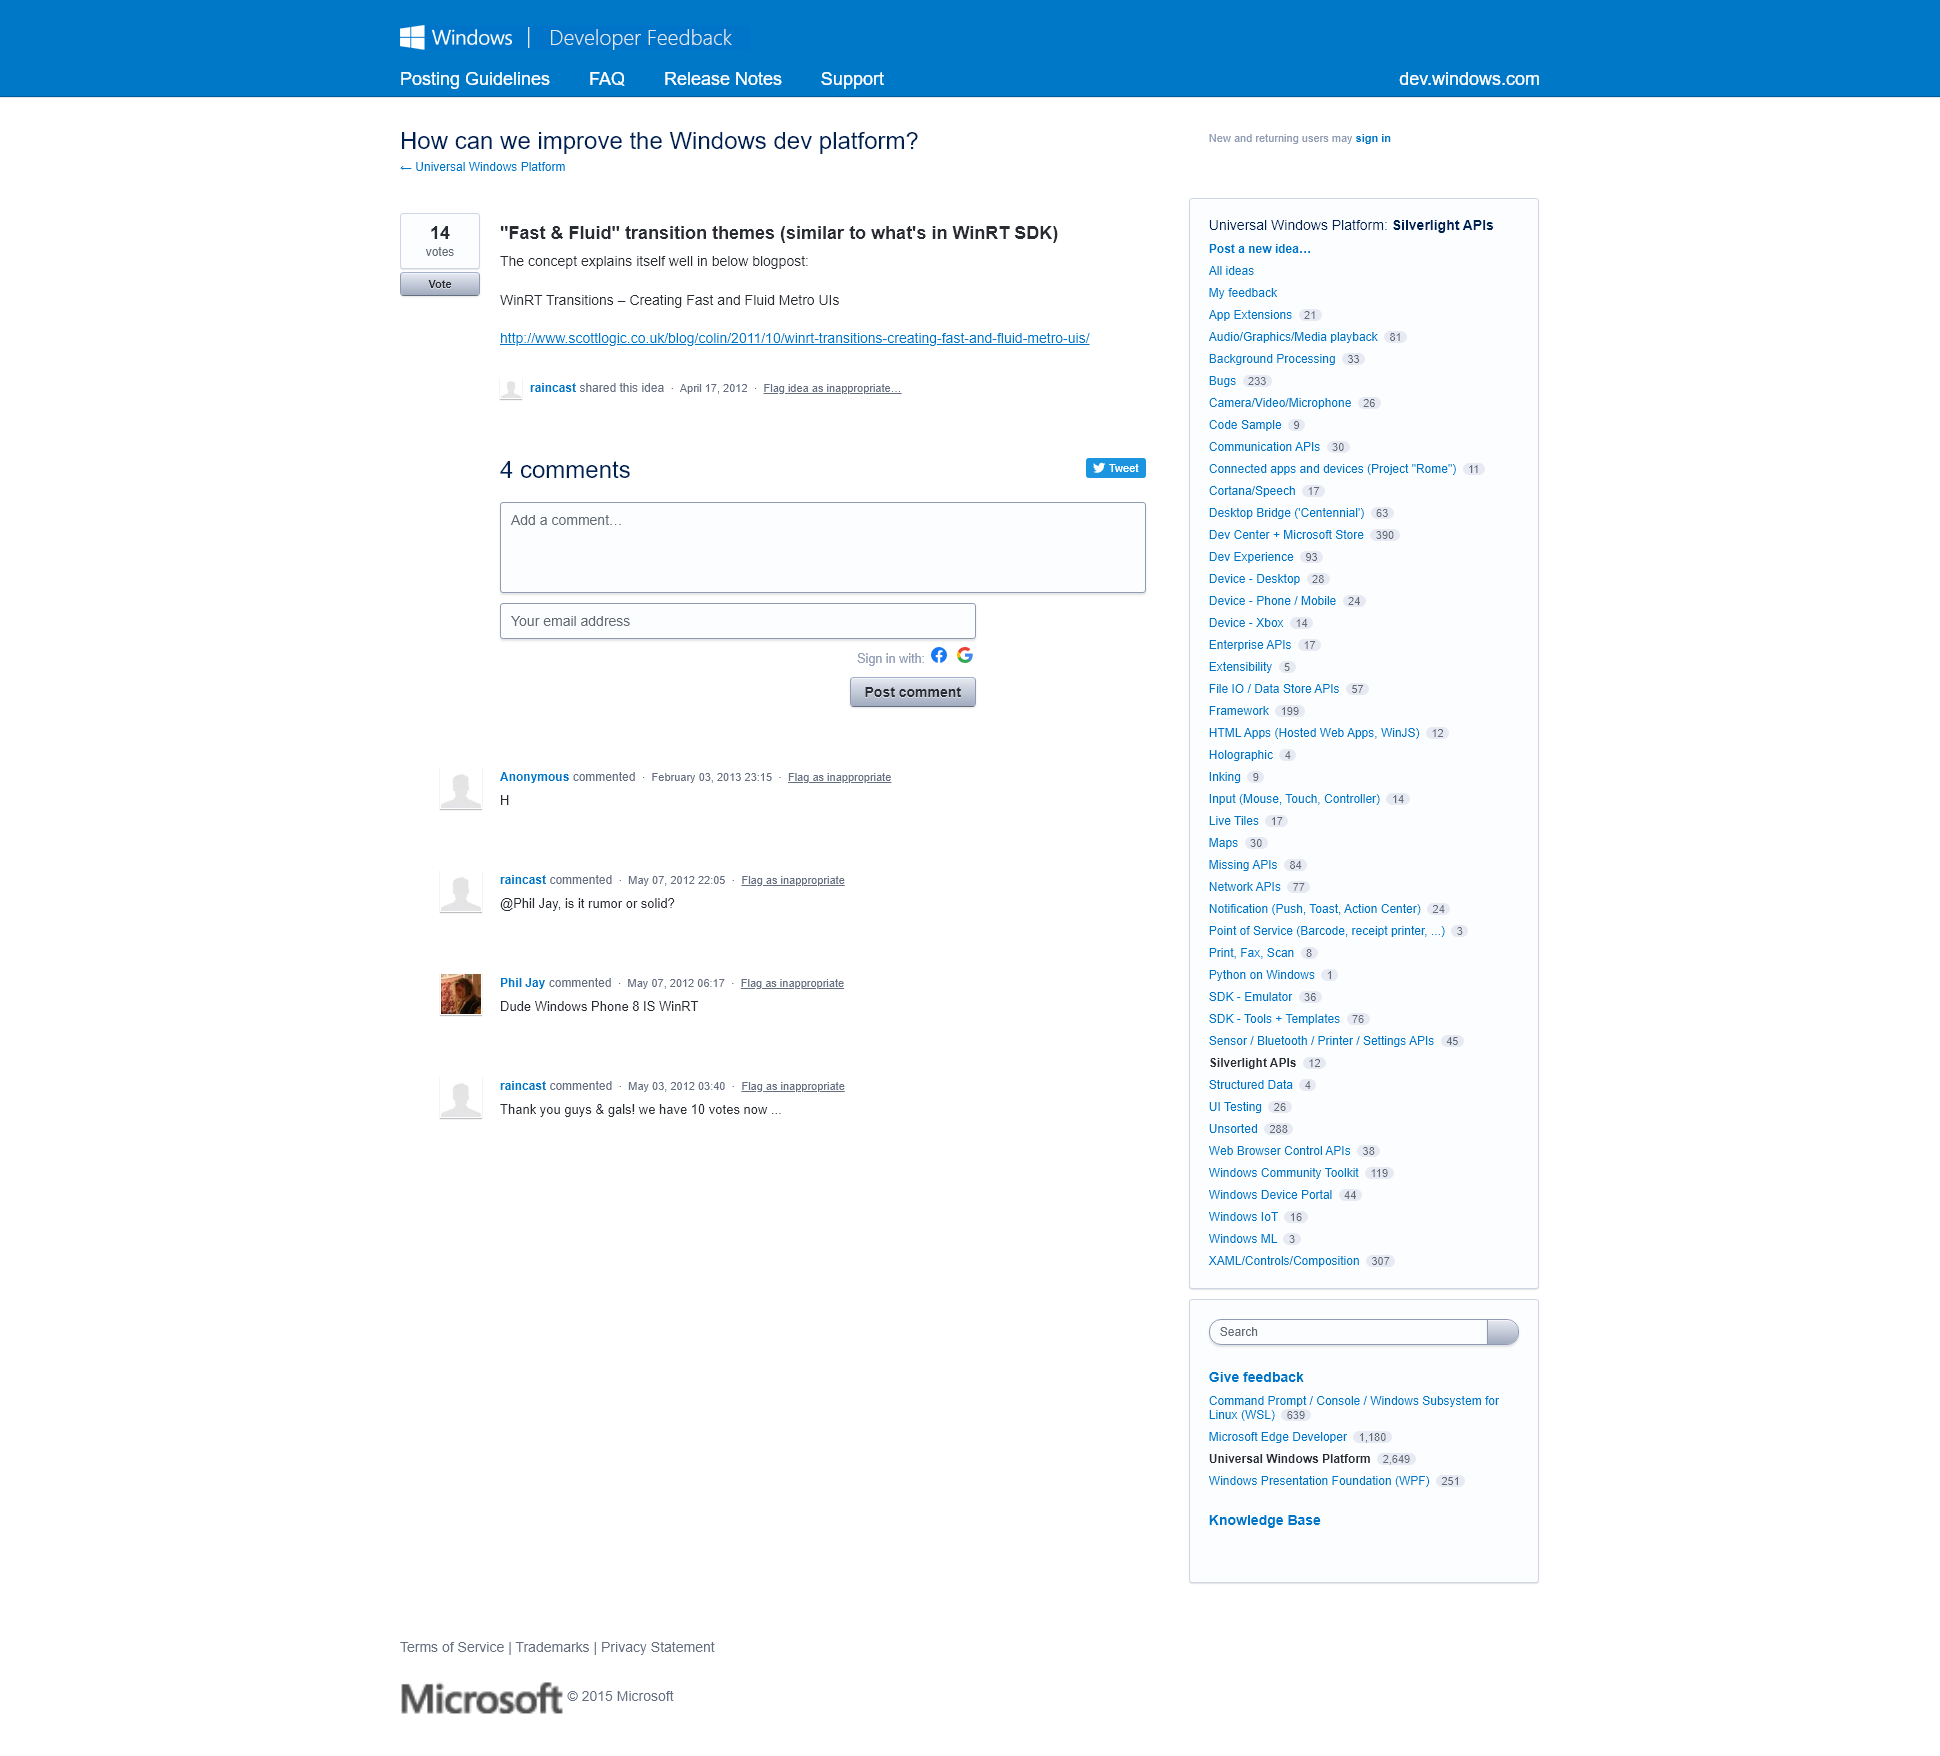 Windows | Developer Feedback
Posting Guidelines FAQ Release Notes Support dev.windows.com
How can we improve the Windows dev platform?
← Universal Windows Platform
New and returning users may sign in
14
votes
Vote
"Fast & Fluid" transition themes (similar to what's in WinRT SDK)
The concept explains itself well in below blogpost:
WinRT Transitions – Creating Fast and Fluid Metro UIs
http://www.scottlogic.co.uk/blog/colin/2011/10/winrt-transitions-creating-fast-and-fluid-metro-uis/
raincast shared this idea · April 17, 2012 · Flag idea as inappropriate…
4 comments
Tweet
Add a comment…
Your email address
Sign in with:
Post comment
Anonymous commented · February 03, 2013 23:15 · Flag as inappropriate
H
raincast commented · May 07, 2012 22:05 · Flag as inappropriate
@Phil Jay, is it rumor or solid?
Phil Jay commented · May 07, 2012 06:17 · Flag as inappropriate
Dude Windows Phone 8 IS WinRT
raincast commented · May 03, 2012 03:40 · Flag as inappropriate
Thank you guys & gals! we have 10 votes now ...
Universal Windows Platform: Silverlight APIs
Post a new idea…
All ideas
My feedback
App Extensions 21
Audio/Graphics/Media playback 81
Background Processing 33
Bugs 233
Camera/Video/Microphone 26
Code Sample 9
Communication APIs 30
Connected apps and devices (Project "Rome") 11
Cortana/Speech 17
Desktop Bridge ('Centennial') 63
Dev Center + Microsoft Store 390
Dev Experience 93
Device - Desktop 28
Device - Phone / Mobile 24
Device - Xbox 14
Enterprise APIs 17
Extensibility 5
File IO / Data Store APIs 57
Framework 199
HTML Apps (Hosted Web Apps, WinJS) 12
Holographic 4
Inking 9
Input (Mouse, Touch, Controller) 14
Live Tiles 17
Maps 30
Missing APIs 84
Network APIs 77
Notification (Push, Toast, Action Center) 24
Point of Service (Barcode, receipt printer, ...) 3
Print, Fax, Scan 8
Python on Windows 1
SDK - Emulator 36
SDK - Tools + Templates 76
Sensor / Bluetooth / Printer / Settings APIs 45
Silverlight APIs 12
Structured Data 4
UI Testing 26
Unsorted 288
Web Browser Control APIs 38
Windows Community Toolkit 119
Windows Device Portal 44
Windows IoT 16
Windows ML 3
XAML/Controls/Composition 307
Search
Give feedback
Command Prompt / Console / Windows Subsystem for
Linux (WSL) 639
Microsoft Edge Developer 1,180
Universal Windows Platform 2,649
Windows Presentation Foundation (WPF) 251
Knowledge Base
Terms of Service | Trademarks | Privacy Statement
Microsoft © 2015 Microsoft